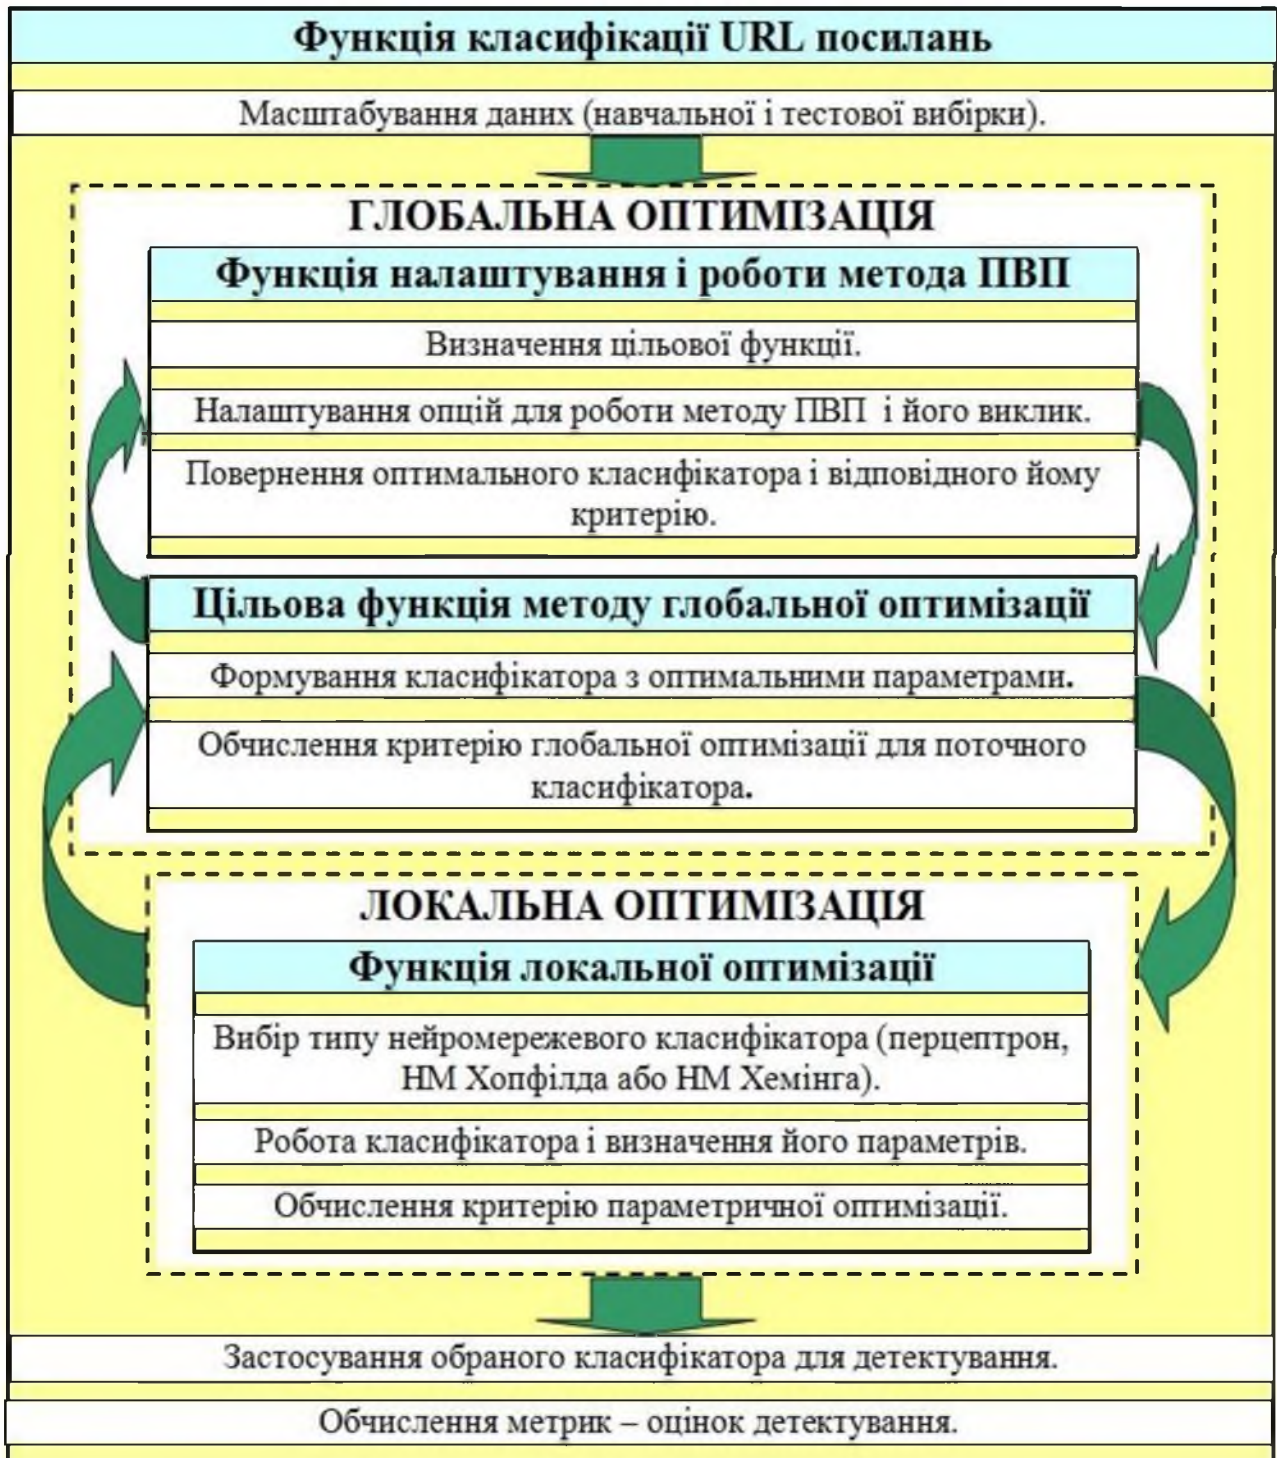 Функція класифікації URL посилань
Масштабування даних (навчальної і тестової вибірки).
ГЛОБАЛЬНА ОПТИМІЗАЦІЯ
Функція налаштування і роботи метода ПВП
Визначення цільової функції.
Налаштування опцій для роботи методу ПВП і його виклик.
Повернення оптимального класифікатора і відповідного йому
критерію.
Цільова функція методу глобальної оптимізації
Формування класифікатора з оптимальними параметрами.
Обчислення критерію глобальної оптимізації для поточного
класифікатора.
ЛОКАЛЬНА ОПТИМІЗАЦІЯ
Функція локальної оптимізації
Вибір типу нейромережевого класифікатора (перцептрон,
НМ Хопфілда або НМ Хемінга).
Робота класифікатора і визначення його параметрів.
Обчислення критерію параметричної оптимізації.
Застосування обраного класифікатора для детектування.
Обчислення метрик – оцінок детектування.